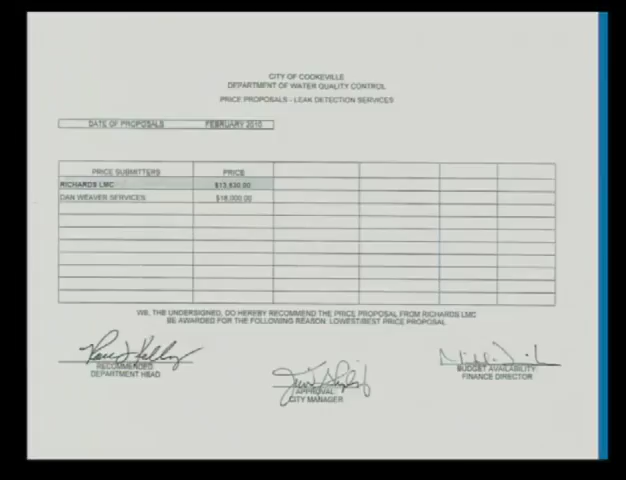 CITY OF COOKEVILLE
DEPARTMENT OF WATER QUALITY CONTROL
PRICE PROPOSALS - LEAK DETECTION SERVICES
DATE OF PROPOSALS FEBRUARY 2010
PRICE SUBMITTERS PRICE
RICHARDS LMC $13,830.00
DAN WEAVER SERVICES $16,000.00
WE, THE UNDERSIGNED, DO HEREBY RECOMMEND THE PRICE PROPOSAL FROM RICHARDS LMC
BE AWARDED FOR THE FOLLOWING REASON: LOWEST/BEST PRICE PROPOSAL
RECOMMENDED
DEPARTMENT HEAD
BUDGET AVAILABILITY
FINANCE DIRECTOR
APPROVAL
CITY MANAGER